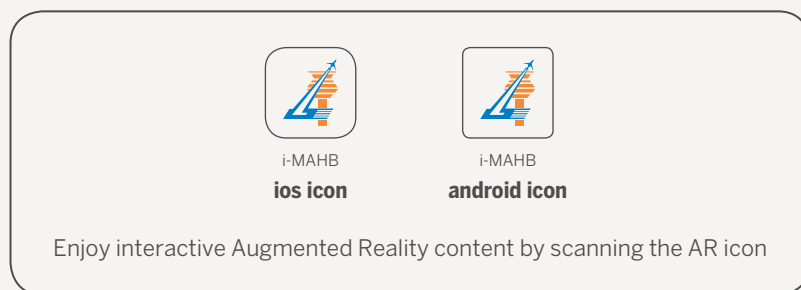 i-MAHB i-MAHB
ios icon android icon
Enjoy interactive Augmented Reality content by scanning the AR icon